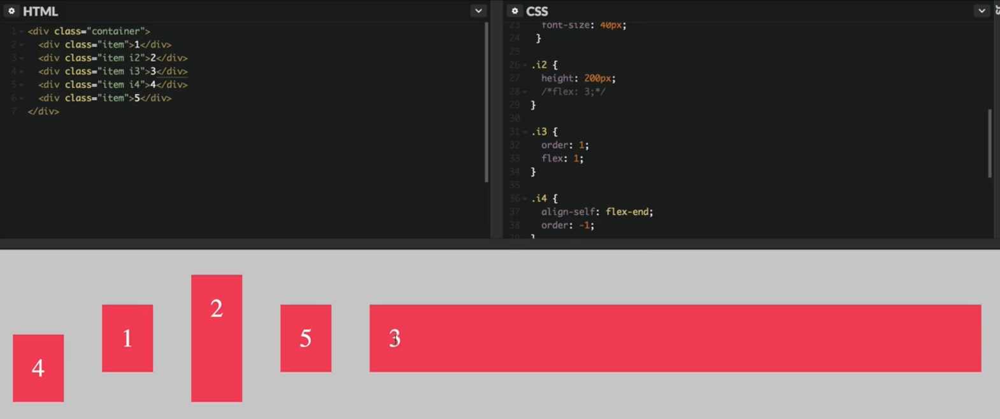 HTML
1 <div class="container">
2 <div class="item">1</div>
3 <div class="item i2">2</div>
4 <div class="item i3">3</div>
5 <div class="item i4">4</div>
6 <div class="item">5</div>
7 </div>
CSS
23 font-size: 40px;
24 }
25
26 .i2 {
27 height: 200px;
28 /*flex: 3;*/
29 }
30
31 .i3 {
32 order: 1;
33 flex: 1;
34 }
35
36 .i4 {
37 align-self: flex-end;
38 order: -1;
39 }
4
1
2
5
3